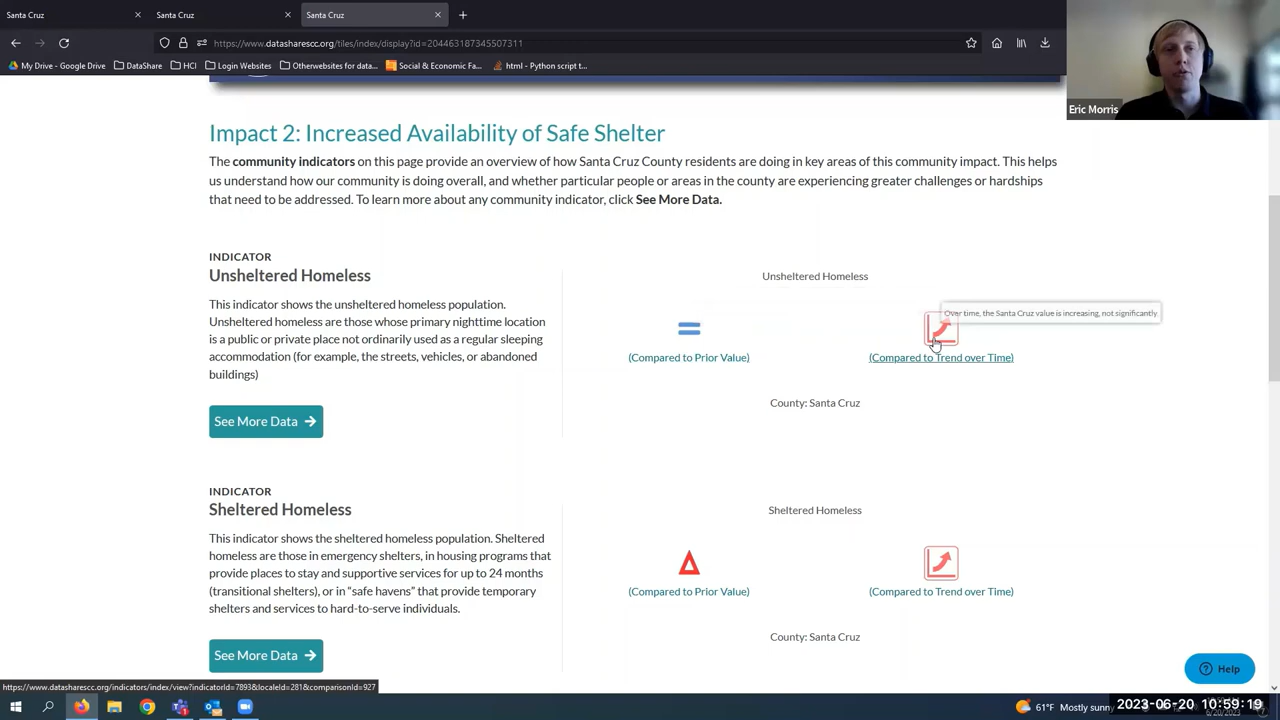 Santa Cruz
Santa Cruz
Santa Cruz
https://www.datasharescc.org/tiles/index/display?id=204463187345507311
My Drive - Google Drive
DataShare
HCI
Login Websites
Otherwebsites for data...
Social & Economic Fa...
html - Python script t...
Eric Morris
Impact 2: Increased Availability of Safe Shelter
The community indicators on this page provide an overview of how Santa Cruz County residents are doing in key areas of this community impact. This helps
us understand how our community is doing overall, and whether particular people or areas in the county are experiencing greater challenges or hardships
that need to be addressed. To learn more about any community indicator, click See More Data.
INDICATOR
Unsheltered Homeless
This indicator shows the unsheltered homeless population.
Unsheltered homeless are those whose primary nighttime location
is a public or private place not ordinarily used as a regular sleeping
accommodation (for example, the streets, vehicles, or abandoned
buildings)
See More Data
Unsheltered Homeless
Over time, the Santa Cruz value is increasing, not significantly
(Compared to Prior Value)
(Compared to Trend over Time)
County: Santa Cruz
INDICATOR
Sheltered Homeless
This indicator shows the sheltered homeless population. Sheltered
homeless are those in emergency shelters, in housing programs that
provide places to stay and supportive services for up to 24 months
(transitional shelters), or in “safe havens” that provide temporary
shelters and services to hard-to-serve individuals.
See More Data
Sheltered Homeless
(Compared to Prior Value)
(Compared to Trend over Time)
County: Santa Cruz
Help
https://www.datasharescc.org/indicators/index/view?indicatorId=7893&localeId=281&comparisonId=927
61°F Mostly sunny
2023-06-20 10:59:19